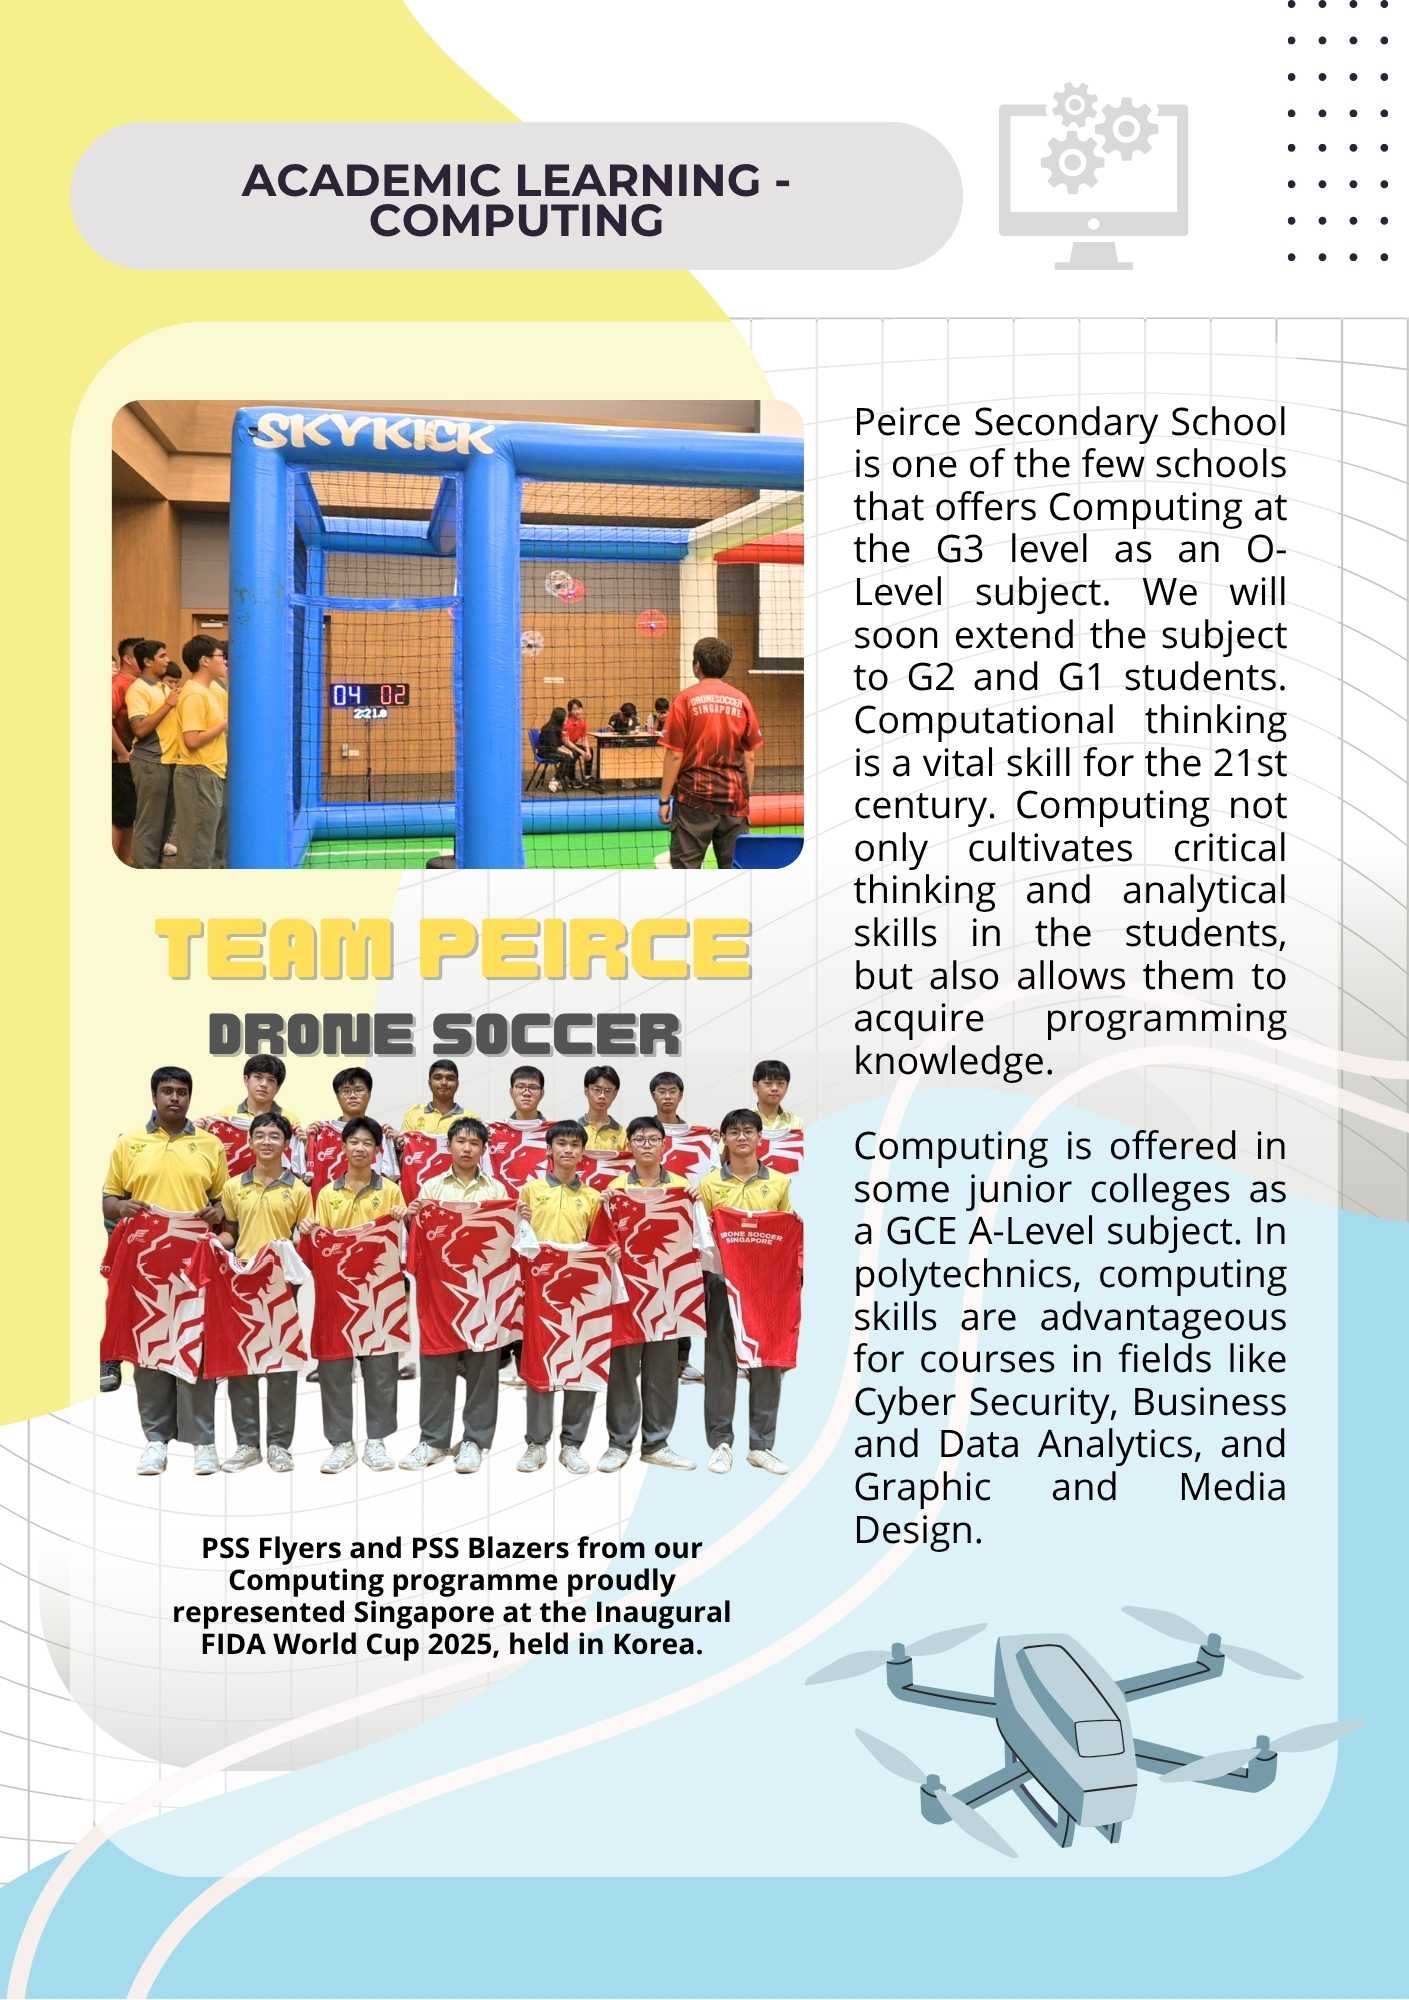 ACADEMIC LEARNING -
COMPUTING
SKYKICK
04 02
2:21.0
DRONESOCCER
SINGAPORE
TEAM PEIRCE
DRONE SOCCER
DRONE SOCCER
SINGAPORE
PSS Flyers and PSS Blazers from our
Computing programme proudly
represented Singapore at the Inaugural
FIDA World Cup 2025, held in Korea.
Peirce Secondary School
is one of the few schools
that offers Computing at
the G3 level as an O-
Level subject. We will
soon extend the subject
to G2 and G1 students.
Computational thinking
is a vital skill for the 21st
century. Computing not
only cultivates critical
thinking and analytical
skills in the students,
but also allows them to
acquire programming
knowledge.
Computing is offered in
some junior colleges as
a GCE A-Level subject. In
polytechnics, computing
skills are advantageous
for courses in fields like
Cyber Security, Business
and Data Analytics, and
Graphic and Media
Design.